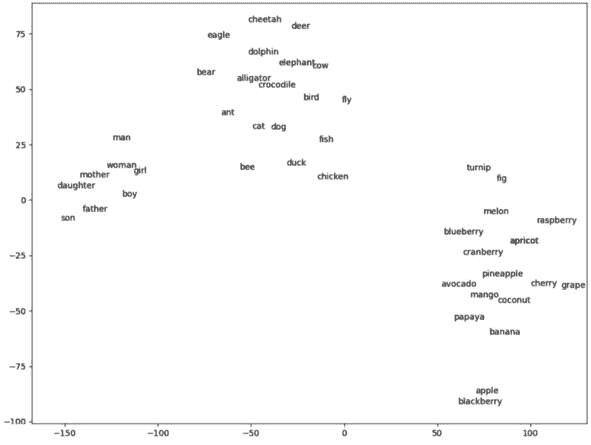 cheetah
deer
75
eagle
dolphin
elephant
cow
bear
alligator
50
crocodile
bird
fly
ant
cat
dog
25
man
fish
woman
bee
duck
turnip
mother
girl
chicken
fig
daughter
boy
0
father
melon
son
raspberry
blueberry
apricot
−25
cranberry
pineapple
avocado
cherry
grape
mango
coconut
−50
papaya
banana
−75
apple
blackberry
−100
−150
−100
−50
0
50
100